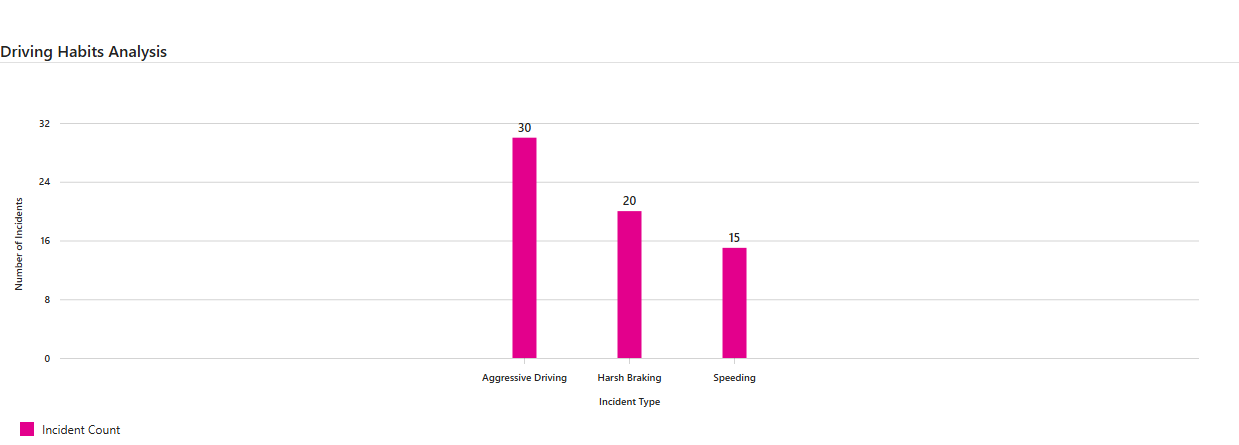 Driving Habits Analysis
32
30
24
20
16
15
8
0
Number of Incidents
Aggressive Driving
Harsh Braking
Speeding
Incident Type
Incident Count